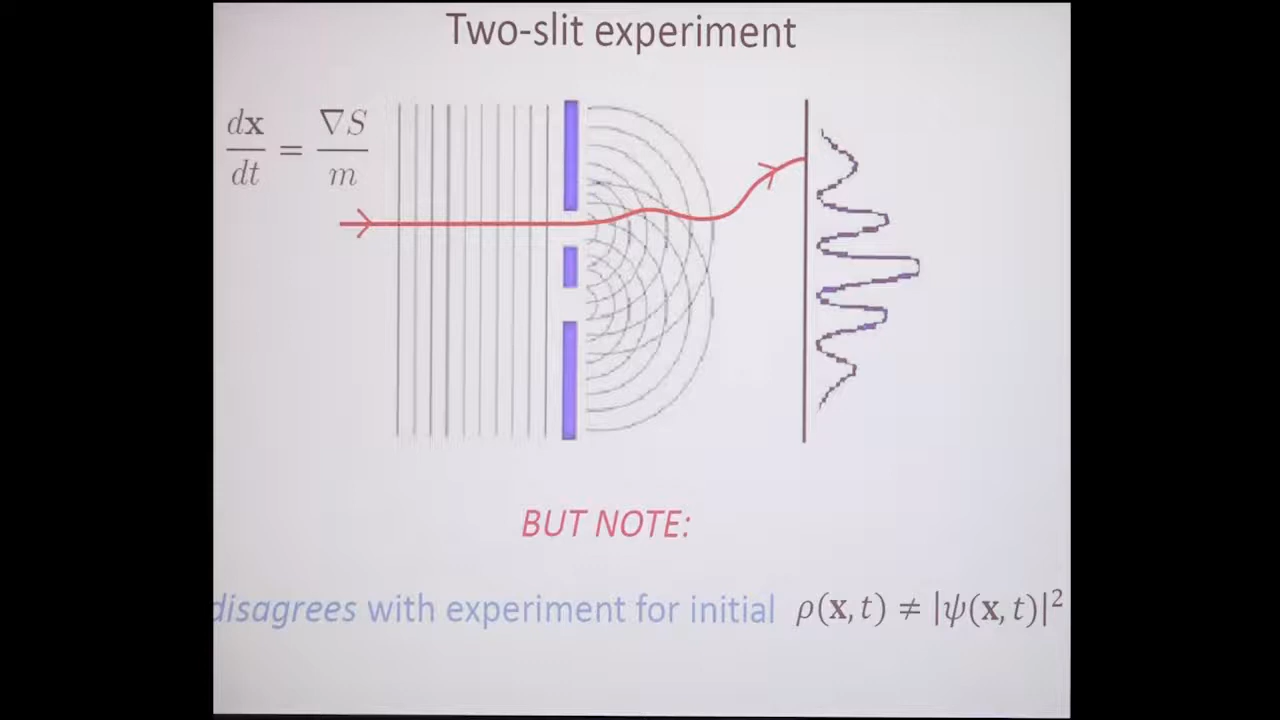 Two-slit experiment
d𝐱/dt = ∇S/m
BUT NOTE:
disagrees with experiment for initial ρ(𝐱, t) ≠ |ψ(𝐱, t)|²